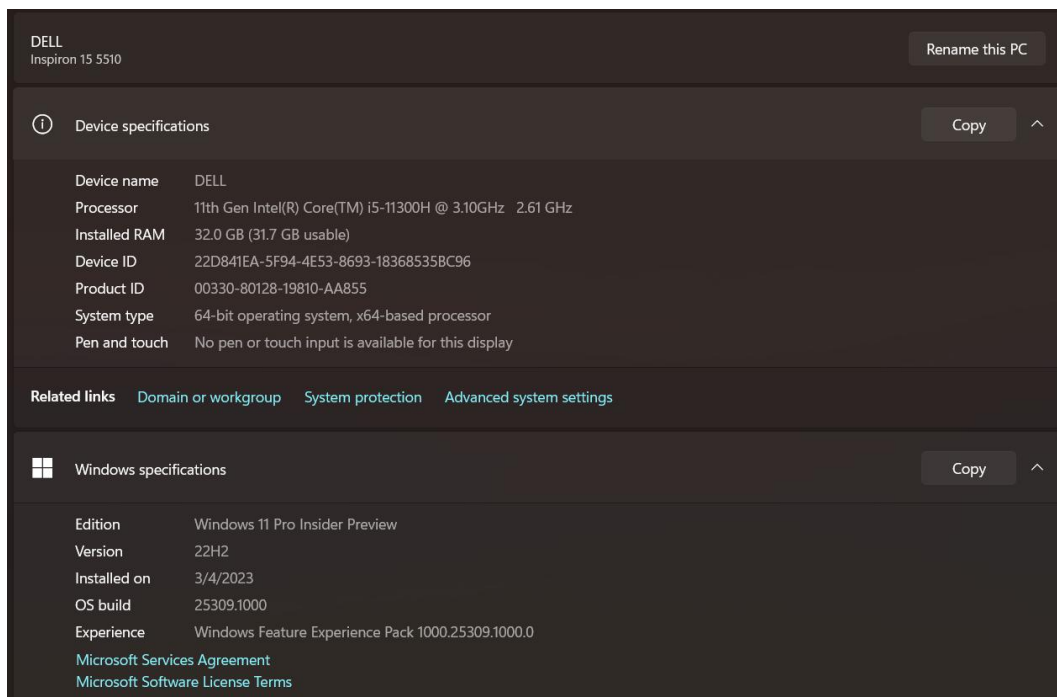 DELL
Inspiron 15 5510
Rename this PC
Device specifications
Copy
Device name DELL
Processor 11th Gen Intel(R) Core(TM) i5-11300H @ 3.10GHz 2.61 GHz
Installed RAM 32.0 GB (31.7 GB usable)
Device ID 22D841EA-5F94-4E53-8693-18368535BC96
Product ID 00330-80128-19810-AA855
System type 64-bit operating system, x64-based processor
Pen and touch No pen or touch input is available for this display
Related links Domain or workgroup System protection Advanced system settings
Windows specifications
Copy
Edition Windows 11 Pro Insider Preview
Version 22H2
Installed on 3/4/2023
OS build 25309.1000
Experience Windows Feature Experience Pack 1000.25309.1000.0
Microsoft Services Agreement
Microsoft Software License Terms